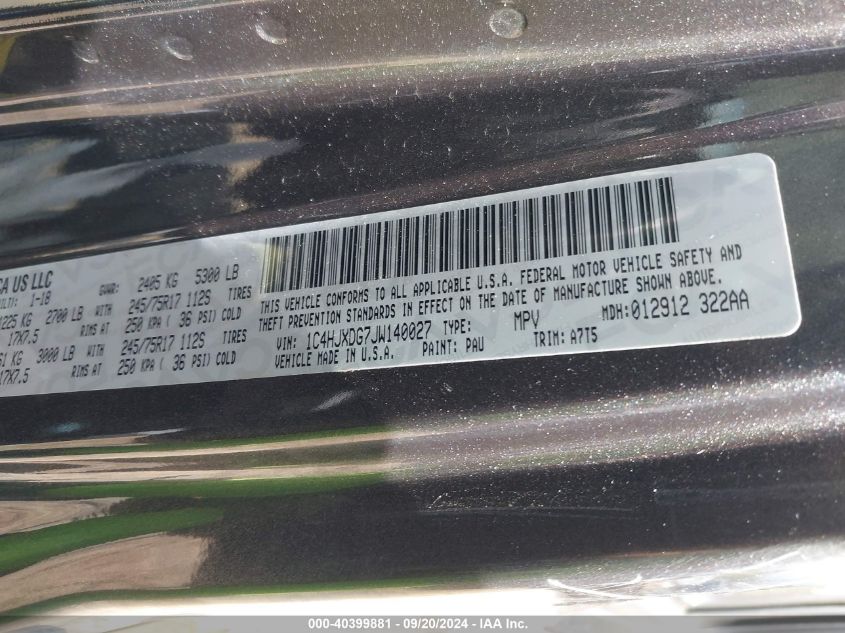 CA US LLC
1-18
GVWR: 2405 KG 5300 LB
1225 KG 2700 LB WITH 245/75R17 112S TIRES
17X7.5 RIMS AT 250 KPA ( 36 PSI) COLD
KG 3000 LB WITH 245/75R17 112S TIRES
17X7.5 RIMS AT 250 KPA ( 36 PSI) COLD
THIS VEHICLE CONFORMS TO ALL APPLICABLE U.S.A. FEDERAL MOTOR VEHICLE SAFETY AND
THEFT PREVENTION STANDARDS IN EFFECT ON THE DATE OF MANUFACTURE SHOWN ABOVE.
VIN: 1C4HJXDG7JW140027 TYPE: MPV MDH:012912 322AA
VEHICLE MADE IN U.S.A. PAINT: PAU TRIM: A7T5
000-40399881 - 09/20/2024 - IAA Inc.